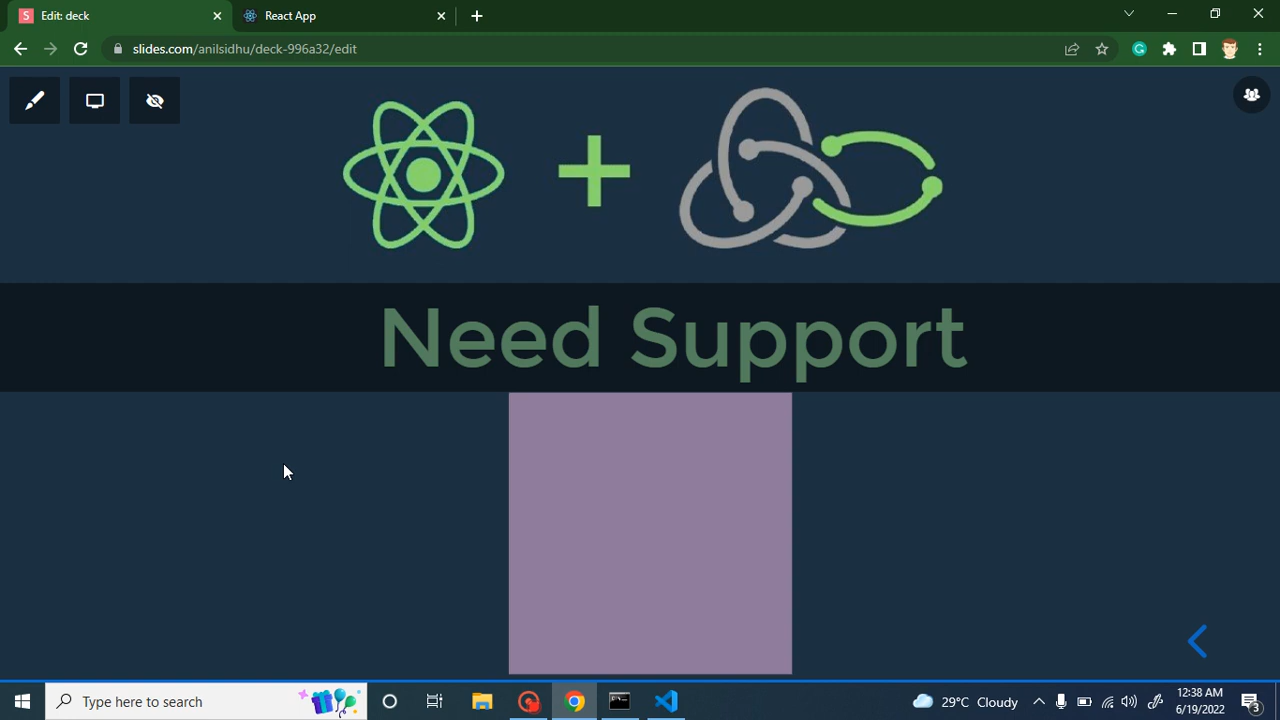 S Edit: deck
React App
slides.com/anilsidhu/deck-996a32/edit
Need Support
Type here to search
29°C Cloudy
12:38 AM
6/19/2022
3